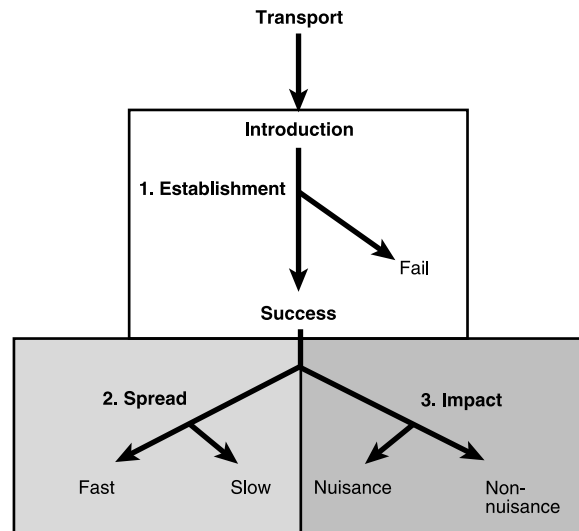 Transport
Introduction
1. Establishment
Fail
Success
2. Spread
3. Impact
Fast
Slow
Nuisance
Non-
nuisance